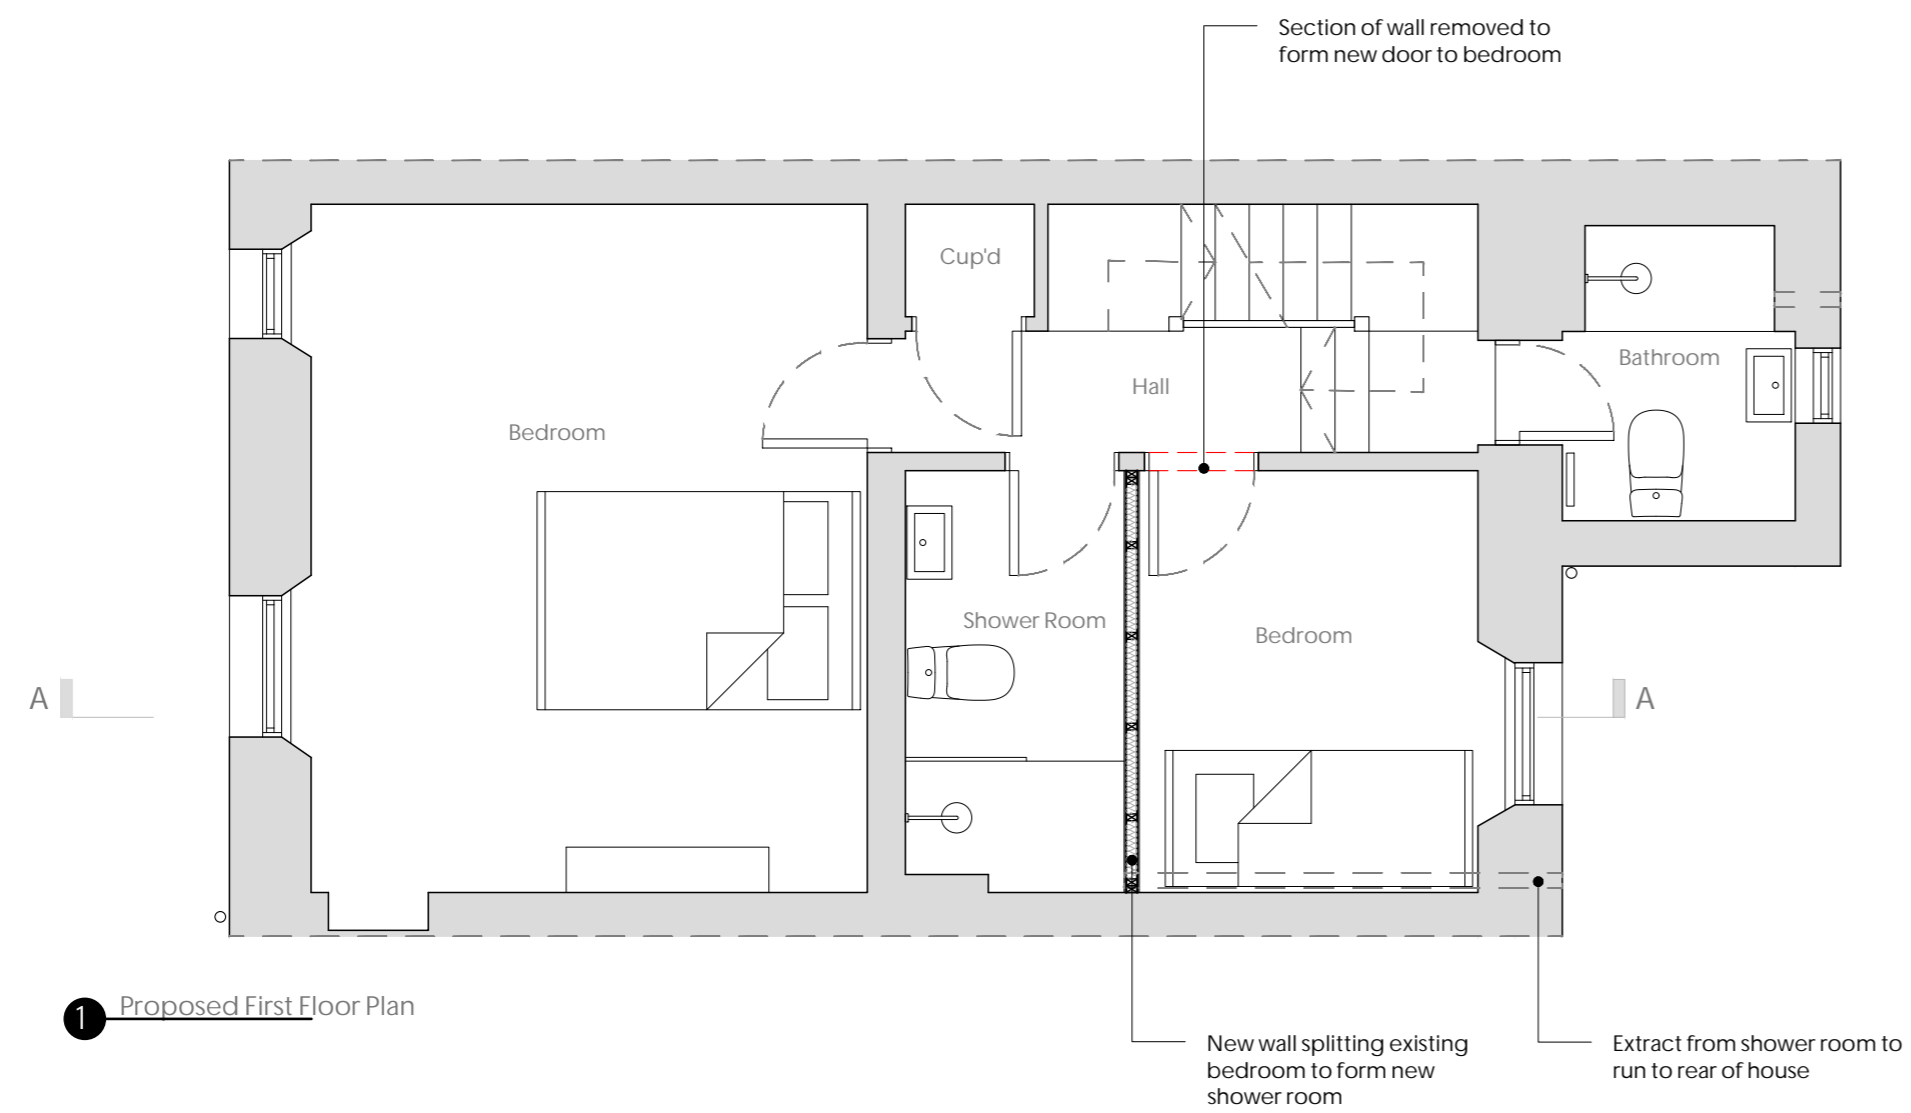 Section of wall removed to
form new door to bedroom
Cup'd
Bathroom
Hall
Bedroom
Shower Room
Bedroom
A
A
1
Proposed First Floor Plan
New wall splitting existing
bedroom to form new
shower room
Extract from shower room to
run to rear of house